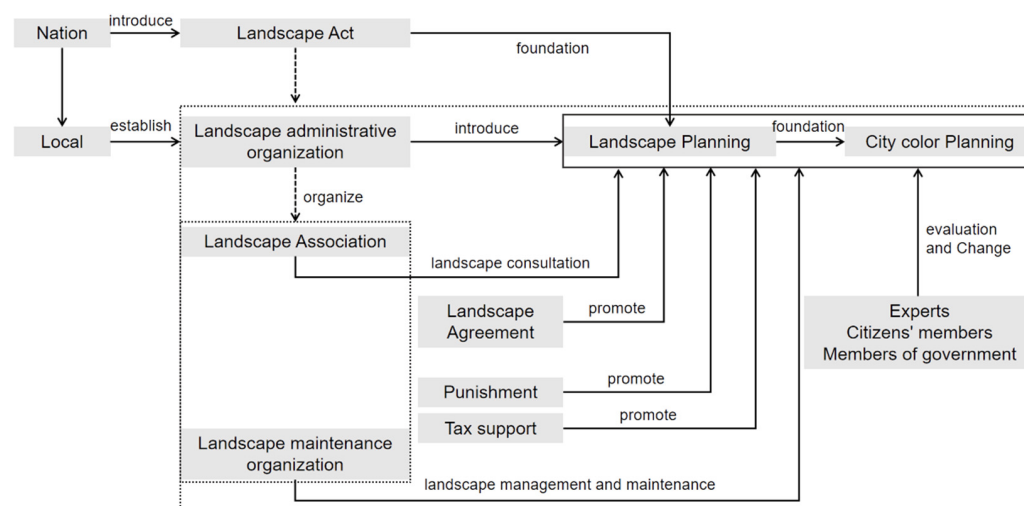 introduce
Nation
Landscape Act
foundation
establish
Local
Landscape administrative
organization
introduce
Landscape Planning
foundation
City color Planning
organize
Landscape Association
landscape consultation
evaluation
and Change
Landscape
Agreement
promote
Experts
Citizens' members
Members of government
Punishment
promote
Tax support
promote
Landscape maintenance
organization
landscape management and maintenance